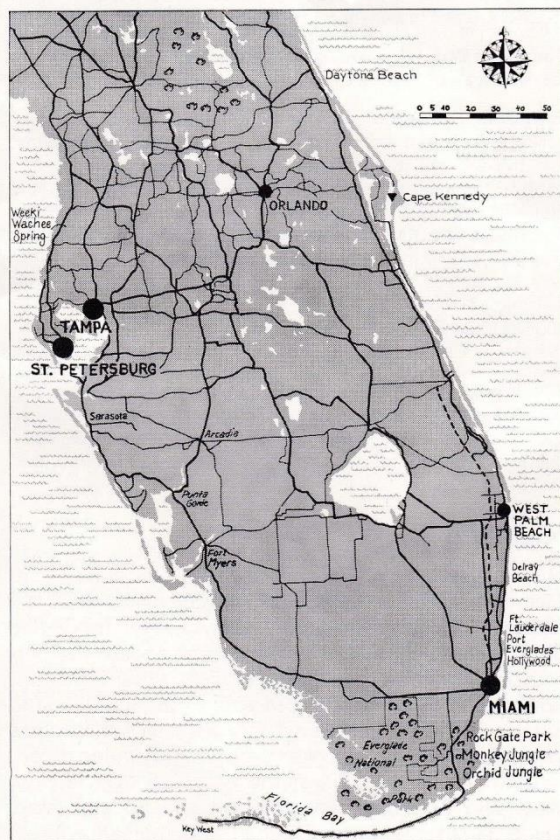 Daytona Beach
0 5 10 20 30 40 50
ORLANDO
Cape Kennedy
Weeki
Wachee
Spring
TAMPA
ST. PETERSBURG
Sarasota
Arcadia
Punta
Gorde
WEST
PALM
BEACH
Fort
Myers
Delray
Beach
Ft.
Lauderdale
Port
Everglades
Hollywood
MIAMI
Rock Gate Park
Everglade
Monkey Jungle
National
Orchid Jungle
Park
Florida Bay
Key West